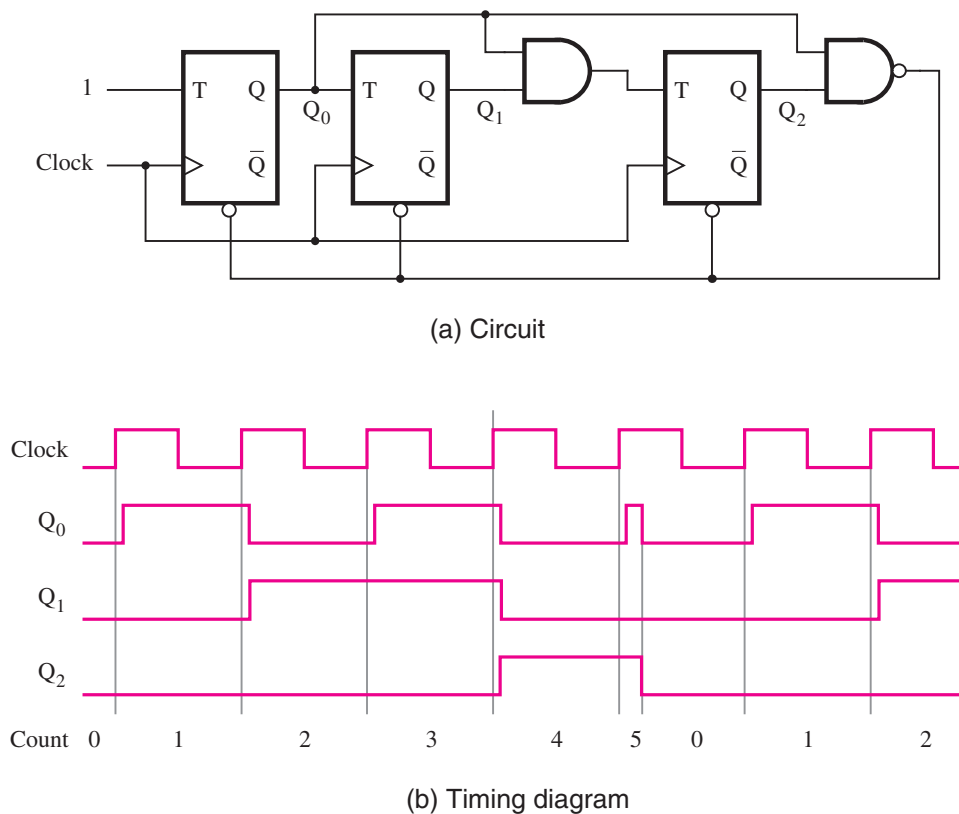 1 T Q T Q T Q
Q0 Q1 Q2
Clock Q̅ Q̅ Q̅
(a) Circuit
Clock
Q0
Q1
Q2
Count 0 1 2 3 4 5 0 1 2
(b) Timing diagram